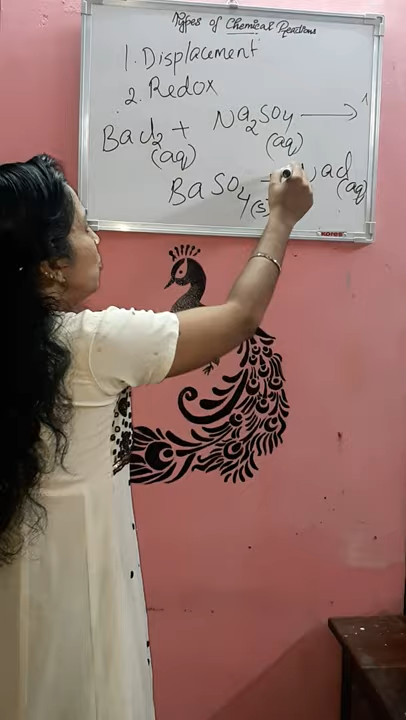 Types of Chemical Reactions
1. Displacement
2. Redox
BaCl2 + Na2SO4 ⟶
(aq) (aq)
BaSO4 NaCl
(s) (aq)
KORES